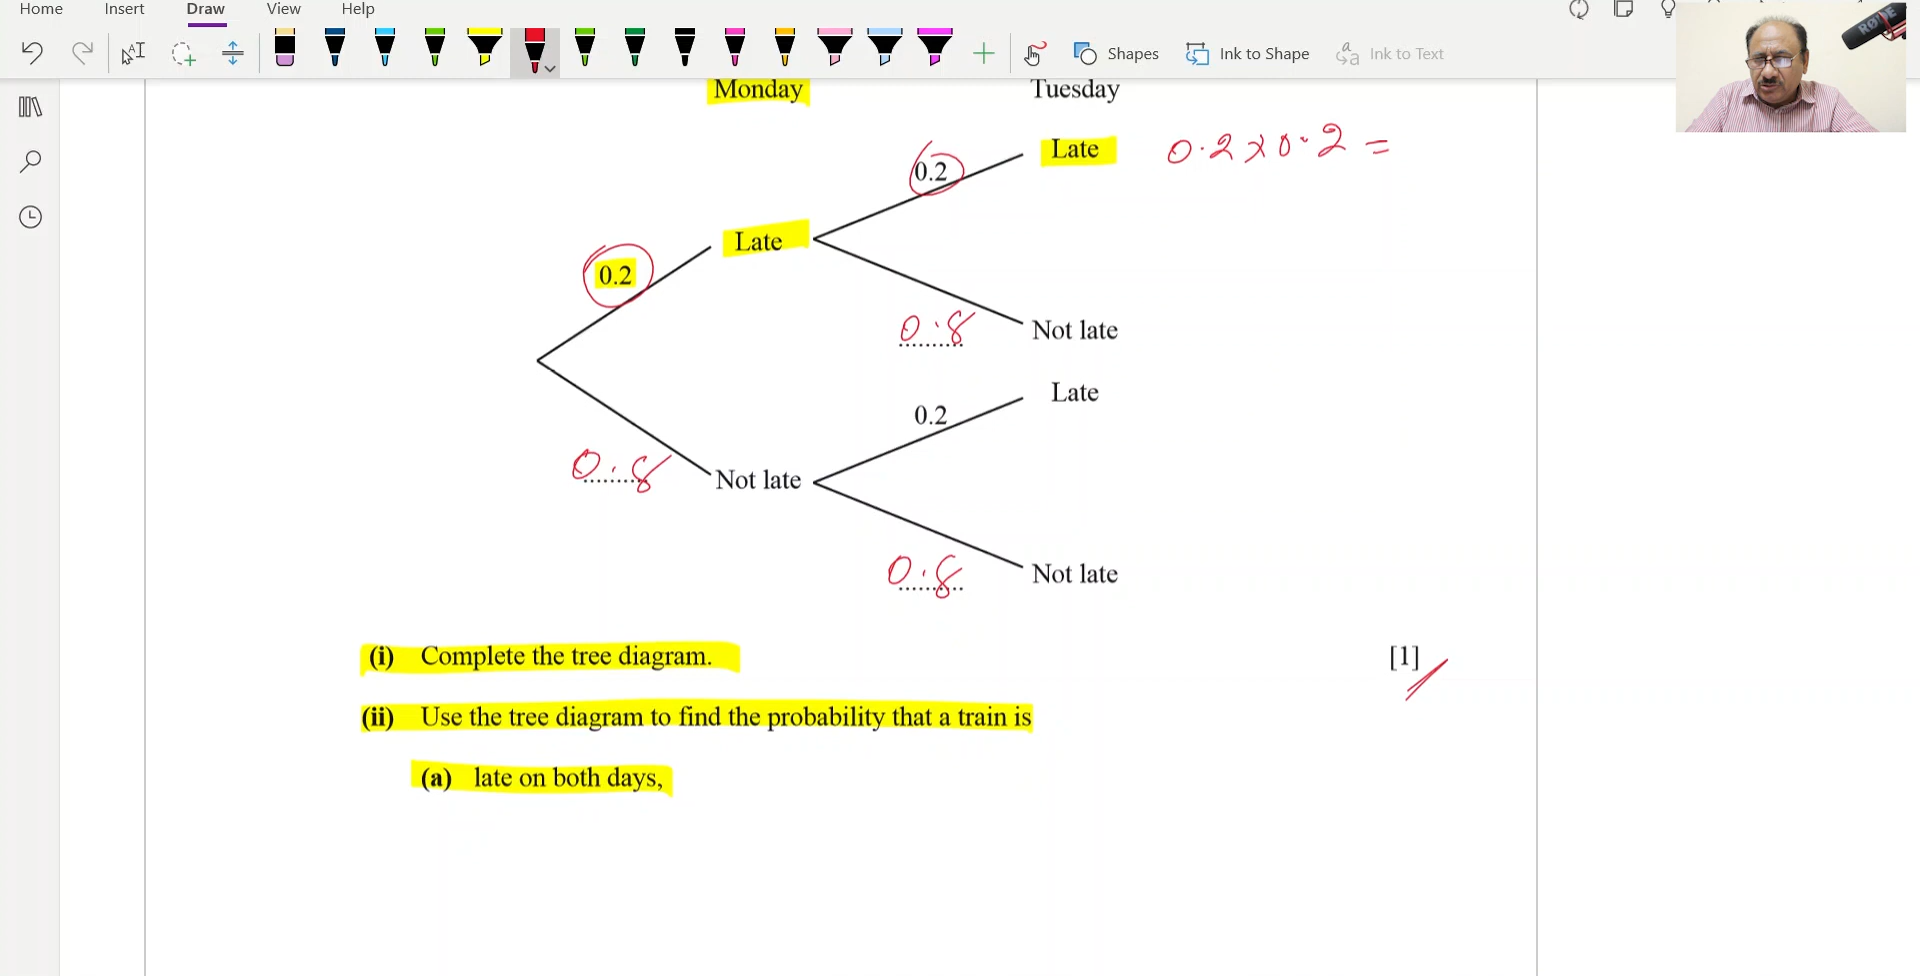 Home Insert Draw View Help
Shapes Ink to Shape Ink to Text
RØDE
Monday Tuesday
0.2 Late 0.2 x 0.2 =
0.2 Late
0.8 Not late
0.2 Late
0.8 Not late
0.8 Not late
(i) Complete the tree diagram. [1]
(ii) Use the tree diagram to find the probability that a train is
(a) late on both days,